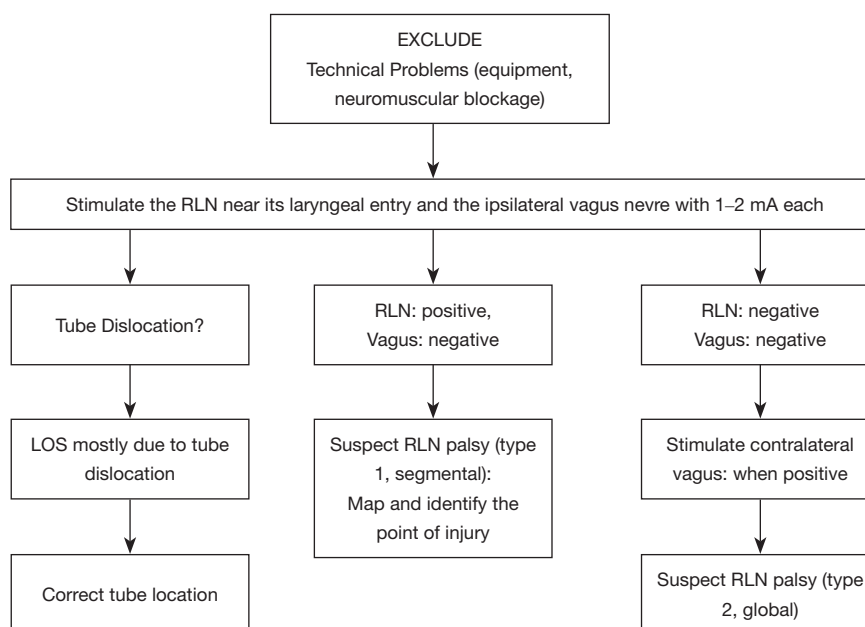 EXCLUDE
Technical Problems (equipment,
neuromuscular blockage)
Stimulate the RLN near its laryngeal entry and the ipsilateral vagus nevre with 1–2 mA each
Tube Dislocation?
RLN: positive,
Vagus: negative
RLN: negative
Vagus: negative
LOS mostly due to tube
dislocation
Suspect RLN palsy (type
1, segmental):
Map and identify the
point of injury
Stimulate contralateral
vagus: when positive
Correct tube location
Suspect RLN palsy (type
2, global)